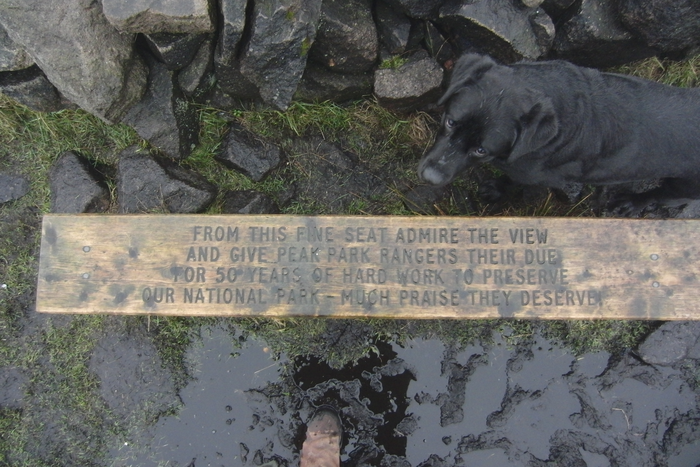 FROM THIS FINE SEAT ADMIRE THE VIEW
AND GIVE PEAK PARK RANGERS THEIR DUE
FOR 50 YEARS OF HARD WORK TO PRESERVE
OUR NATIONAL PARK – MUCH PRAISE THEY DESERVE!